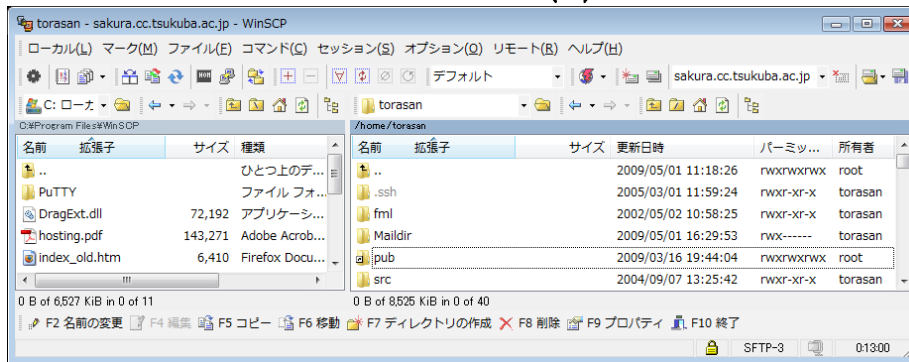 torasan - sakura.cc.tsukuba.ac.jp - WinSCP
ローカル(L) マーク(M) ファイル(F) コマンド(C) セッション(S) オプション(O) リモート(R) ヘルプ(H)
デフォルト sakura.cc.tsukuba.ac.jp
C: ローカ torasan
C:¥Program Files¥WinSCP /home/torasan
名前 拡張子 サイズ 種類 名前 拡張子 サイズ 更新日時 パーミッ... 所有者
.. ひとつ上のデ... .. 2009/05/01 11:18:26 rwxrwxrwx root
PuTTY ファイル フォ... .ssh 2005/03/01 11:59:24 rwxr-xr-x torasan
DragExt.dll 72,192 アプリケーシ... fml 2002/05/02 10:58:25 rwxr-xr-x torasan
hosting.pdf 143,271 Adobe Acrob... Maildir 2009/05/01 16:29:53 rwx------ torasan
index_old.htm 6,410 Firefox Docu... pub 2009/03/16 19:44:04 rwxrwxrwx root
src 2004/09/07 13:25:42 rwxr-xr-x torasan
0 B of 6,527 KiB in 0 of 11 0 B of 8,525 KiB in 0 of 40
F2 名前の変更 F4 編集 F5 コピー F6 移動 F7 ディレクトリの作成 F8 削除 F9 プロパティ F10 終了
SFTP-3 0:13:00